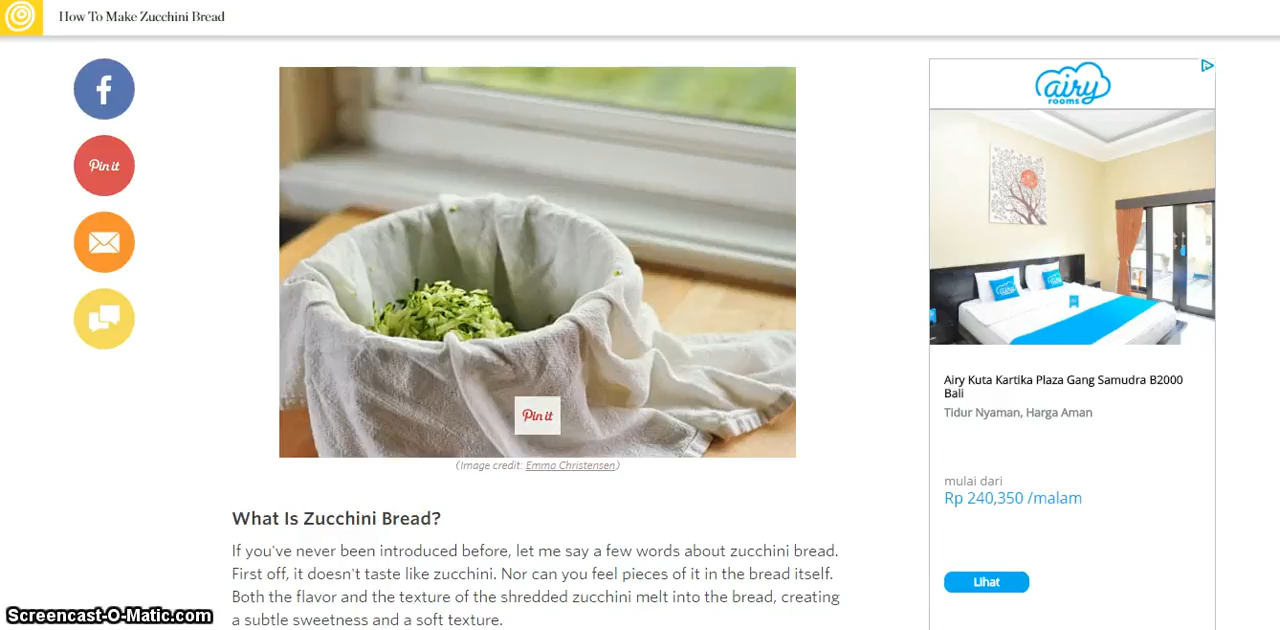 How To Make Zucchini Bread
f
Pin it
Pin it
(Image credit: Emma Christensen)
What Is Zucchini Bread?
If you've never been introduced before, let me say a few words about zucchini bread.
First off, it doesn't taste like zucchini. Nor can you feel pieces of it in the bread itself.
Both the flavor and the texture of the shredded zucchini melt into the bread, creating
a subtle sweetness and a soft texture.
airy
rooms
airy
airy
Airy Kuta Kartika Plaza Gang Samudra B2000
Bali
Tidur Nyaman, Harga Aman
mulai dari
Rp 240,350 /malam
Lihat
Screencast-O-Matic.com